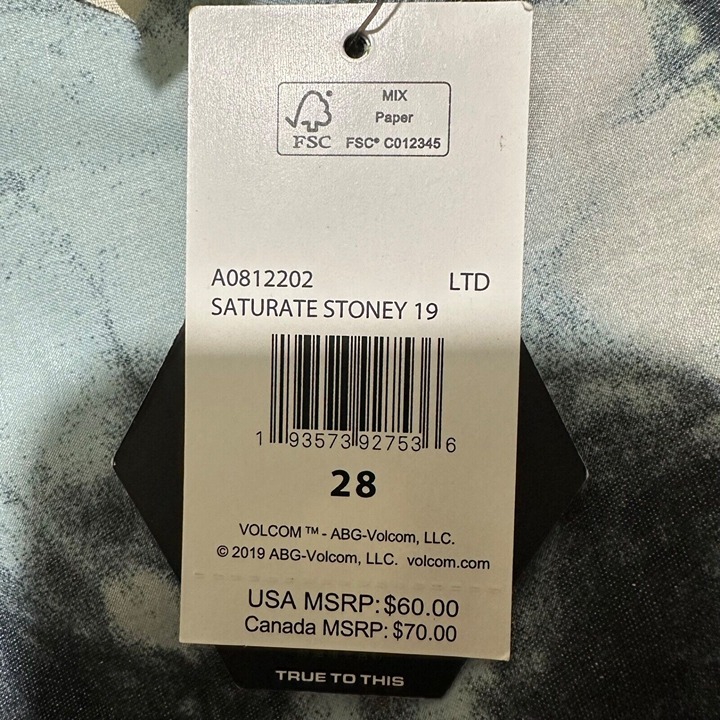 MIX
Paper
FSC
FSC® C012345
A0812202 LTD
SATURATE STONEY 19
1 93573 92753 6
28
VOLCOM ™ - ABG-Volcom, LLC.
© 2019 ABG-Volcom, LLC. volcom.com
USA MSRP: $60.00
Canada MSRP: $70.00
TRUE TO THIS